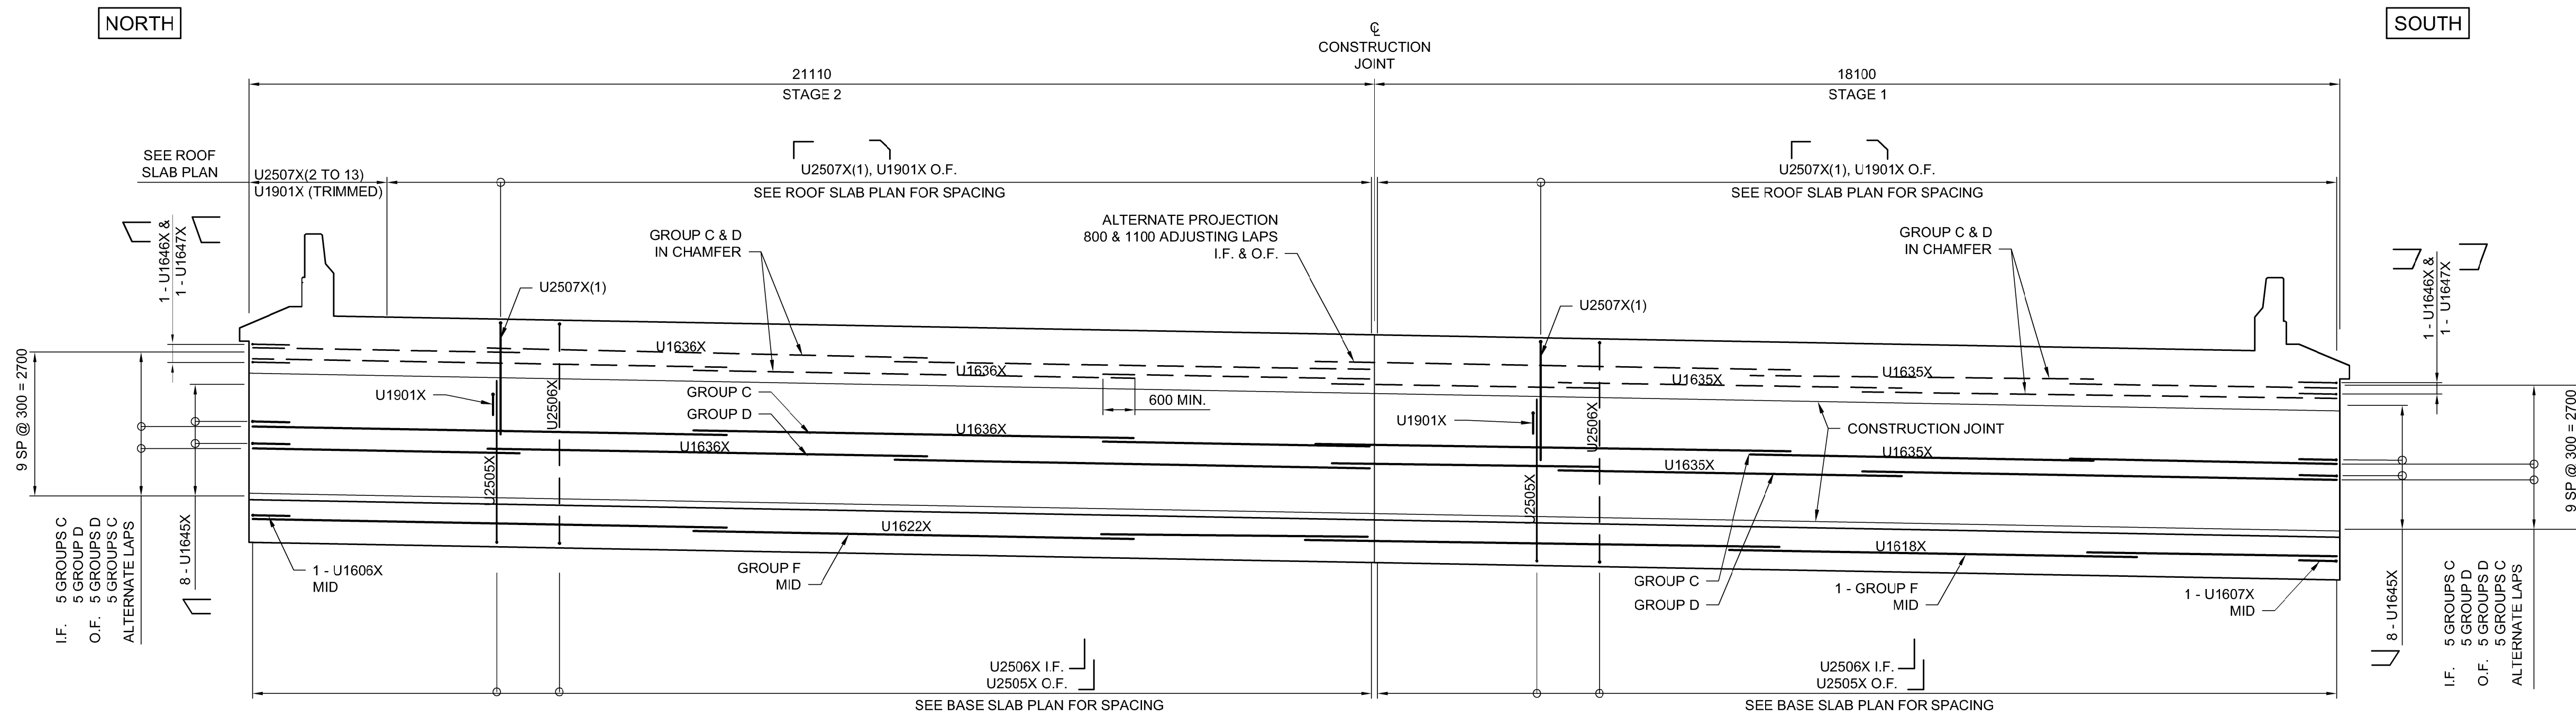 NORTH
SOUTH
℄
CONSTRUCTION
JOINT
21110
STAGE 2
18100
STAGE 1
SEE ROOF
SLAB PLAN
U2507X(2 TO 13)
U1901X (TRIMMED)
U2507X(1), U1901X O.F.
SEE ROOF SLAB PLAN FOR SPACING
U2507X(1), U1901X O.F.
SEE ROOF SLAB PLAN FOR SPACING
1 - U1646X &
1 - U1647X
GROUP C & D
IN CHAMFER
ALTERNATE PROJECTION
800 & 1100 ADJUSTING LAPS
I.F. & O.F.
GROUP C & D
IN CHAMFER
1 - U1646X &
1 - U1647X
U2507X(1)
U2507X(1)
9 SP @ 300 = 2700
U1636X
U1636X
U1635X
U1635X
U1901X
U2506X
GROUP C
GROUP D
600 MIN.
U1901X
U2506X
CONSTRUCTION JOINT
9 SP @ 300 = 2700
U1636X
U1636X
U1635X
U1635X
U2505X
U2505X
U1622X
U1618X
1 - U1606X
MID
GROUP F
MID
GROUP C
GROUP D
1 - GROUP F
MID
1 - U1607X
MID
I.F. 5 GROUPS C
5 GROUP D
O.F. 5 GROUPS D
5 GROUPS C
ALTERNATE LAPS
8 - U1645X
8 - U1645X
I.F. 5 GROUPS C
5 GROUP D
O.F. 5 GROUPS D
5 GROUPS C
ALTERNATE LAPS
U2506X I.F.
U2505X O.F.
SEE BASE SLAB PLAN FOR SPACING
U2506X I.F.
U2505X O.F.
SEE BASE SLAB PLAN FOR SPACING